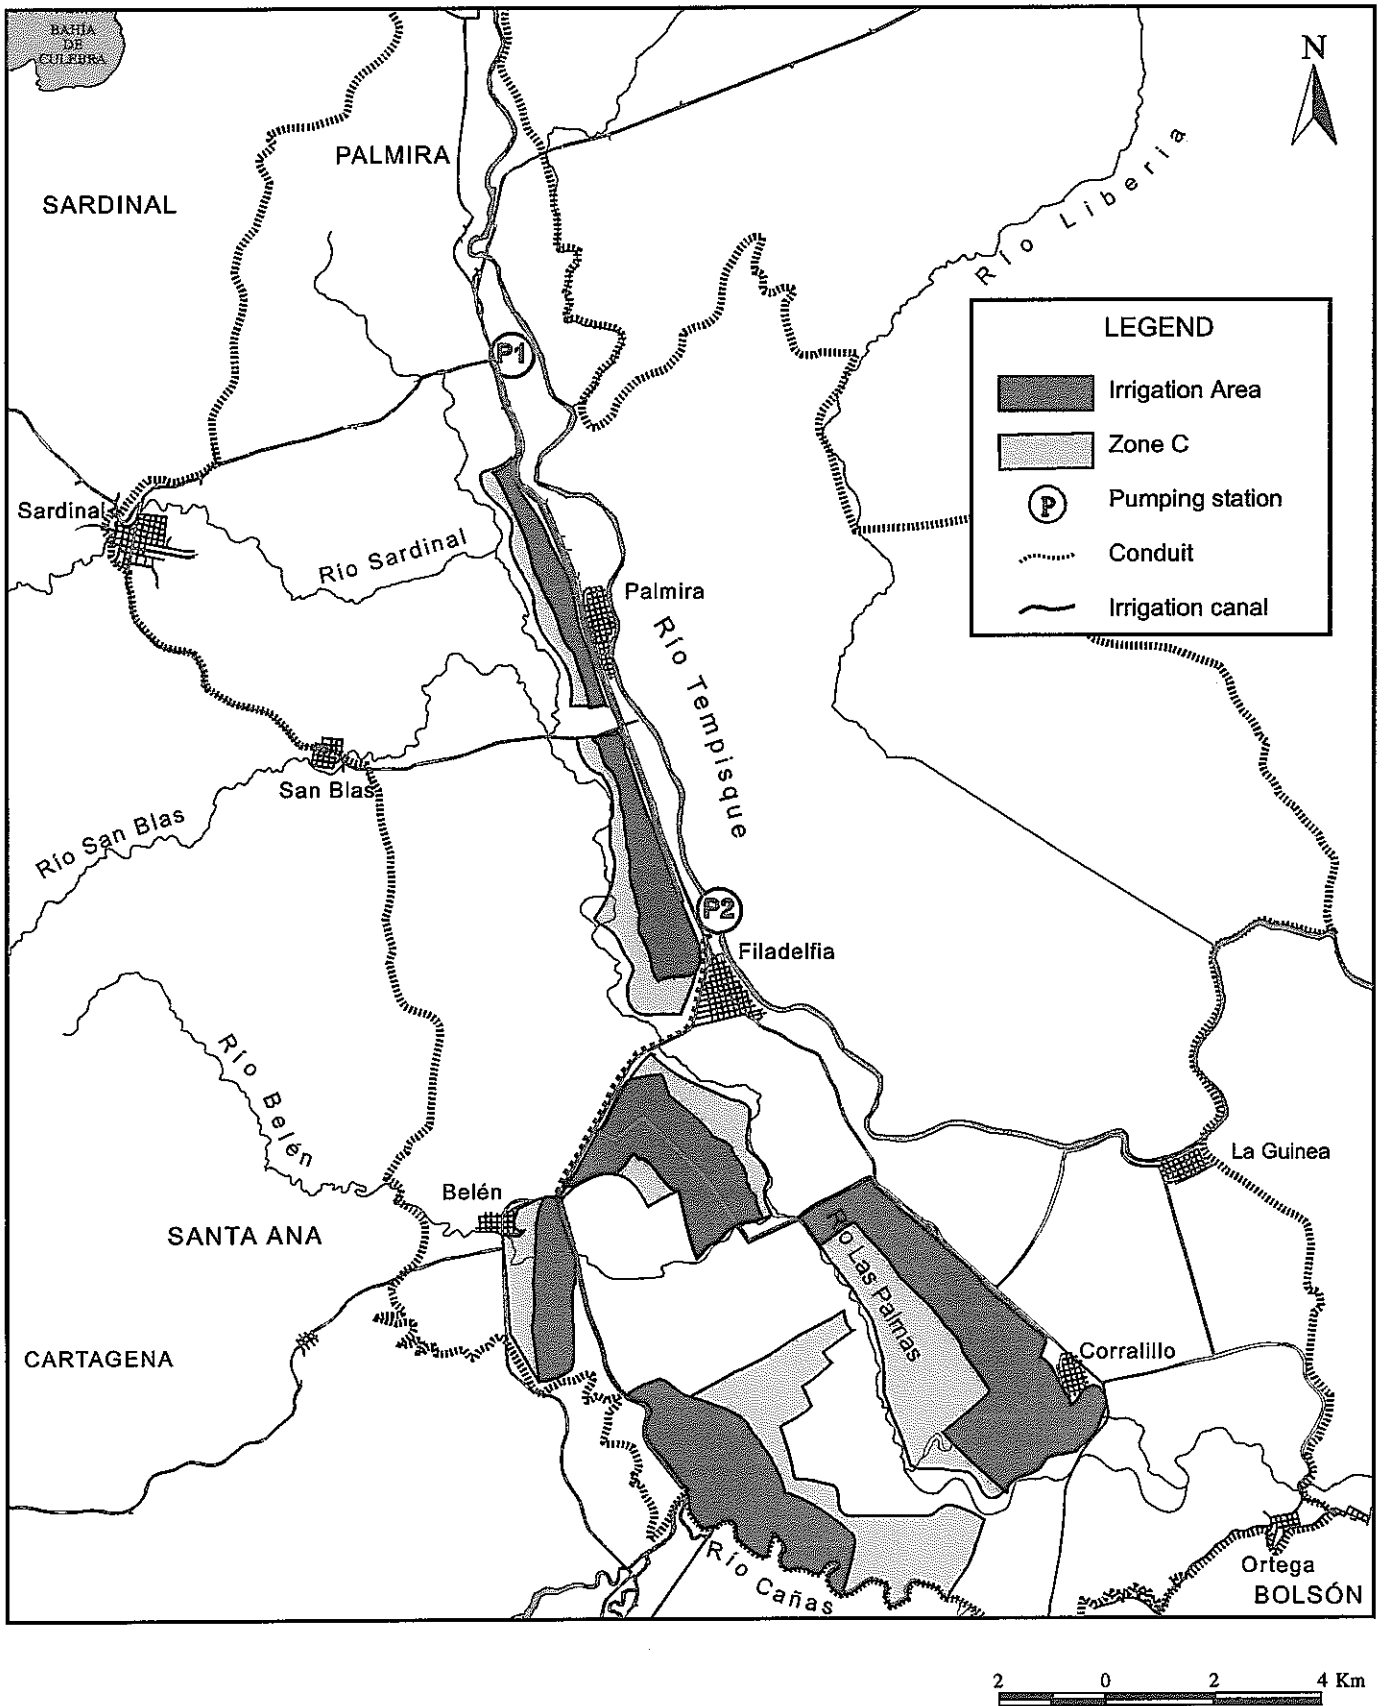 BAHÍA
DE
CULEBRA
N
PALMIRA
SARDINAL
Río Liberia
P1
LEGEND
Irrigation Area
Zone C
P Pumping station
Conduit
Irrigation canal
Sardinal
Río Sardinal
Palmira
Río Tempisque
San Blas
Río San Blas
P2
Filadelfia
Río Belén
La Guinea
Belén
SANTA ANA
Río Las Palmas
CARTAGENA
Corralillo
Río Cañas
Ortega
BOLSÓN
2 0 2 4 Km